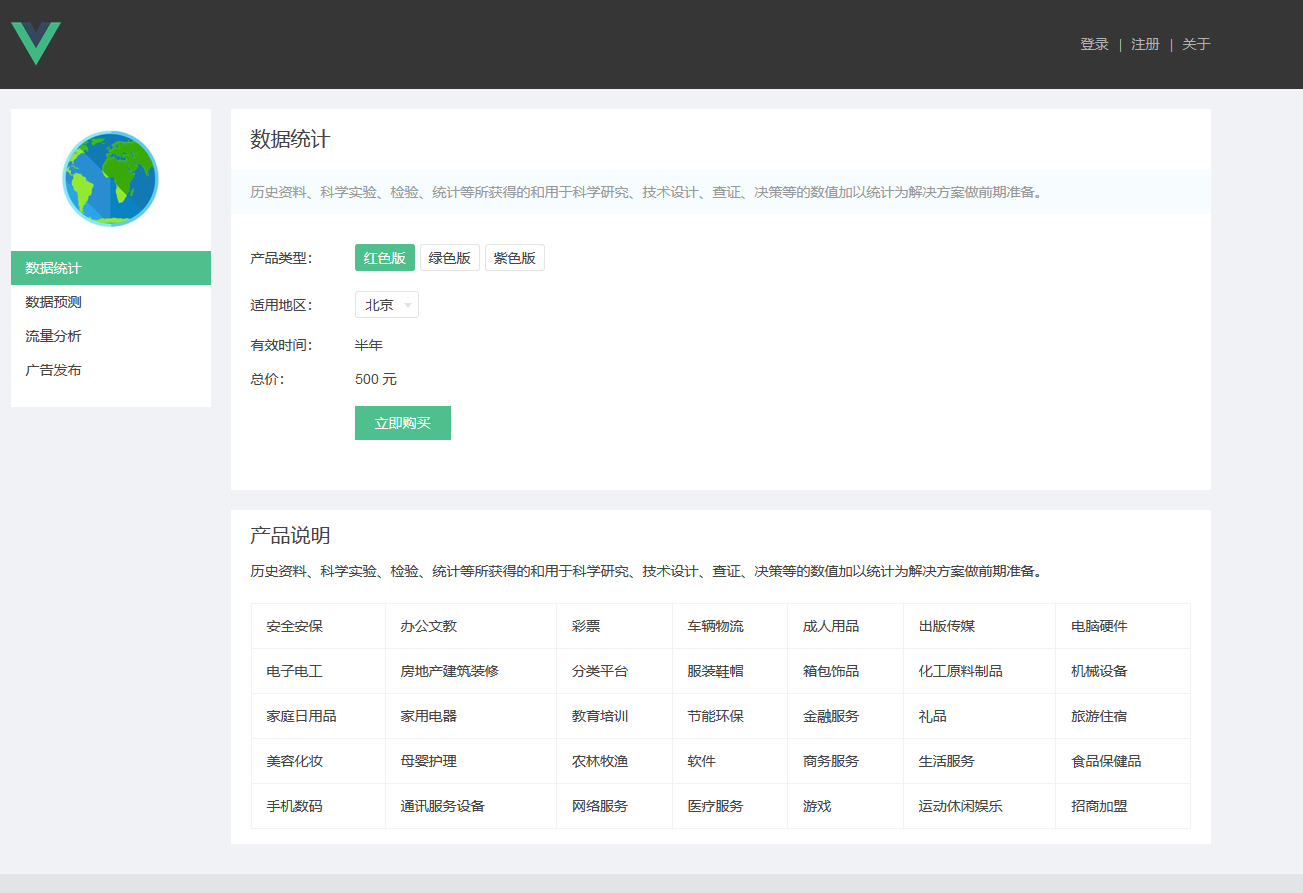 登录 | 注册 | 关于
数据统计
数据预测
流量分析
广告发布
数据统计
历史资料、科学实验、检验、统计等所获得的和用于科学研究、技术设计、查证、决策等的数值加以统计为解决方案做前期准备。
产品类型： 红色版 绿色版 紫色版
适用地区： 北京
有效时间： 半年
总价： 500 元
立即购买
产品说明
历史资料、科学实验、检验、统计等所获得的和用于科学研究、技术设计、查证、决策等的数值加以统计为解决方案做前期准备。
安全安保 办公文教 彩票 车辆物流 成人用品 出版传媒 电脑硬件
电子电工 房地产建筑装修 分类平台 服装鞋帽 箱包饰品 化工原料制品 机械设备
家庭日用品 家用电器 教育培训 节能环保 金融服务 礼品 旅游住宿
美容化妆 母婴护理 农林牧渔 软件 商务服务 生活服务 食品保健品
手机数码 通讯服务设备 网络服务 医疗服务 游戏 运动休闲娱乐 招商加盟